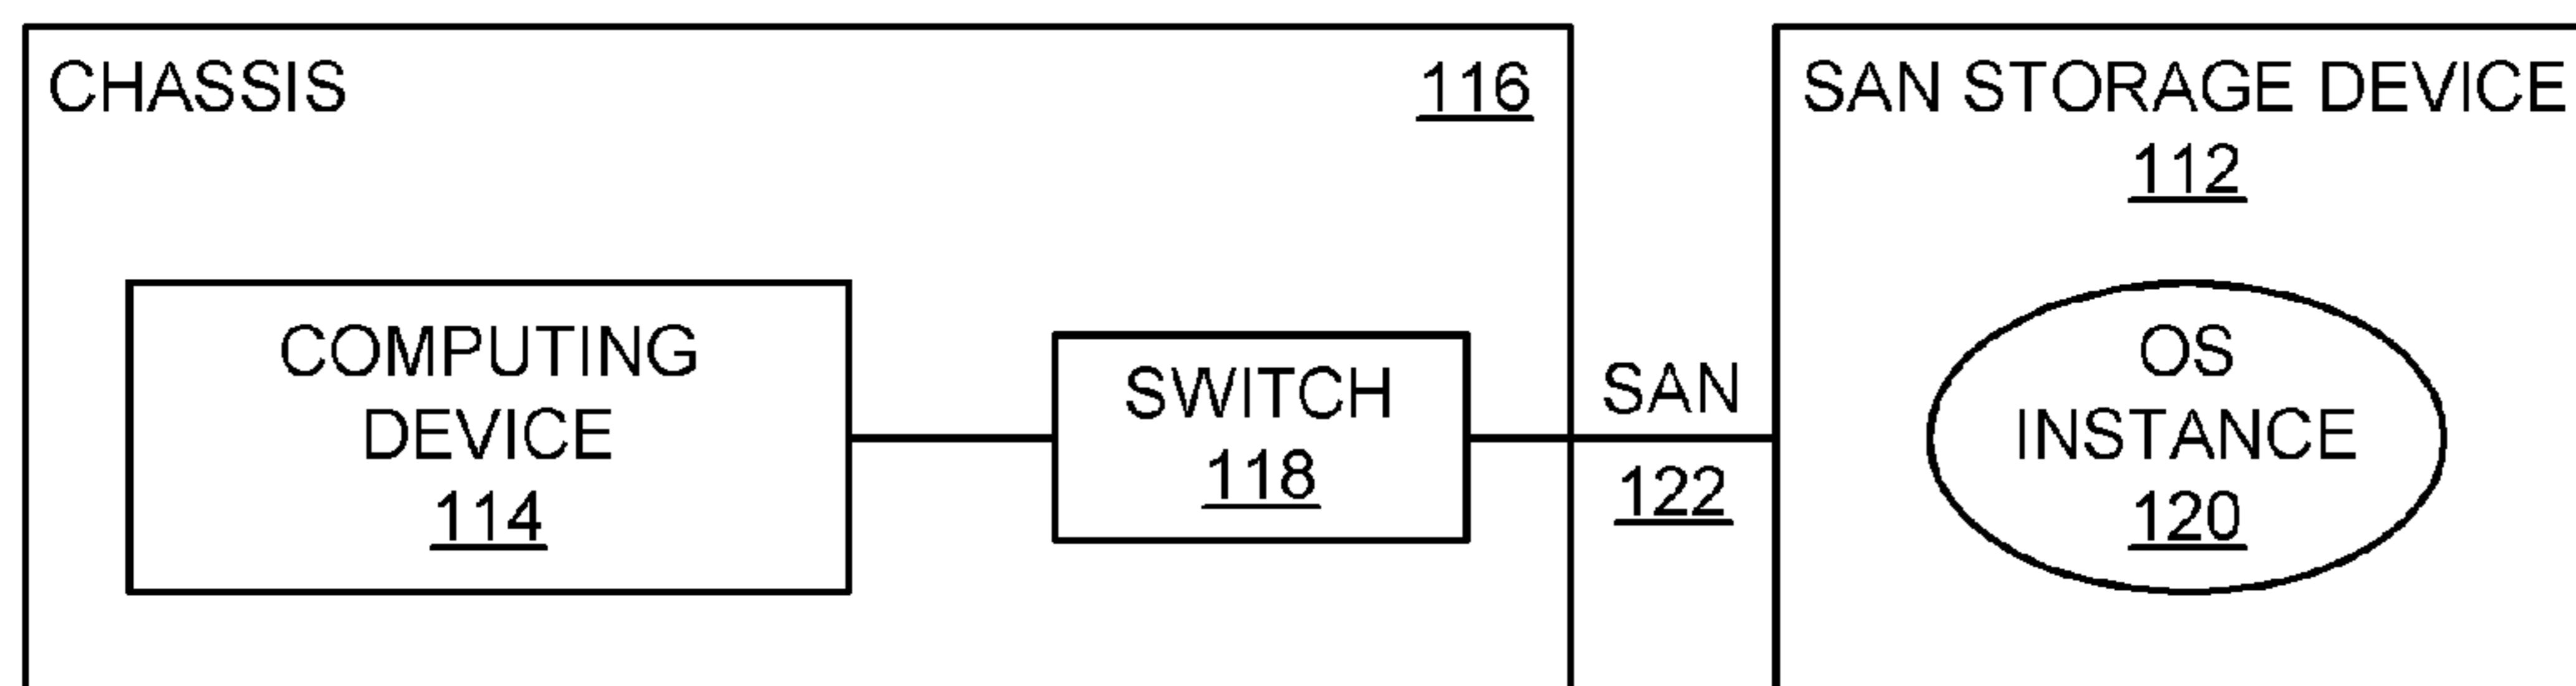 CHASSIS
116
COMPUTING
DEVICE
114
SWITCH
118
SAN
122
SAN STORAGE DEVICE
112
OS
INSTANCE
120